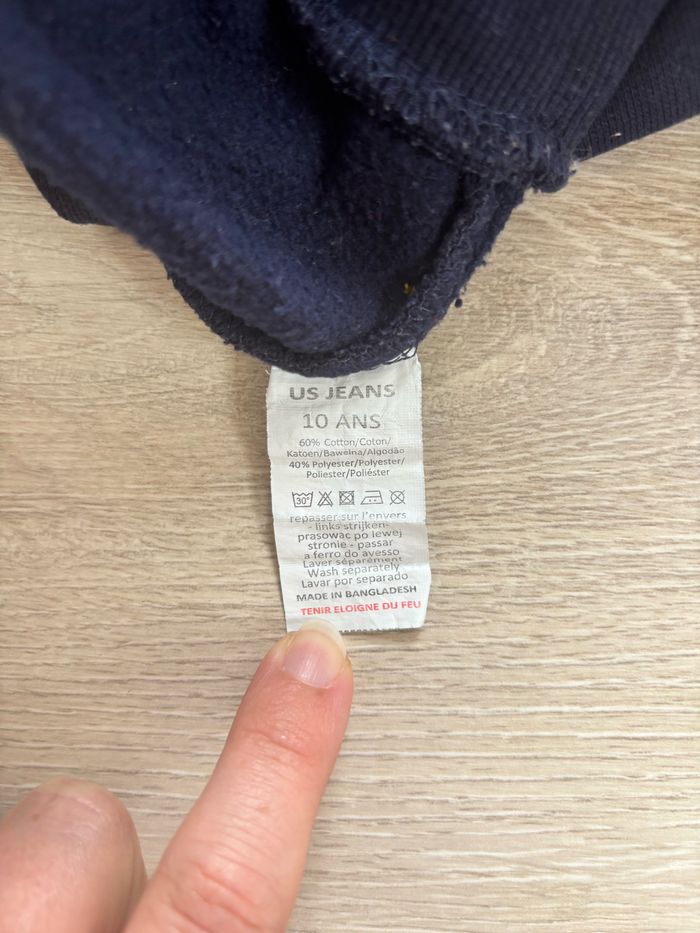 US JEANS
10 ANS
60% Cotton/Coton/
Katoen/Bawelna/Algodão
40% Polyester/Polyester/
Poliester/Poliéster
30°
repasser sur l'envers
- links strijken-
prasować po lewej
stronie - passar
a ferro do avesso
Laver séparément
Wash separately
Lavar por separado
MADE IN BANGLADESH
TENIR ELOIGNE DU FEU